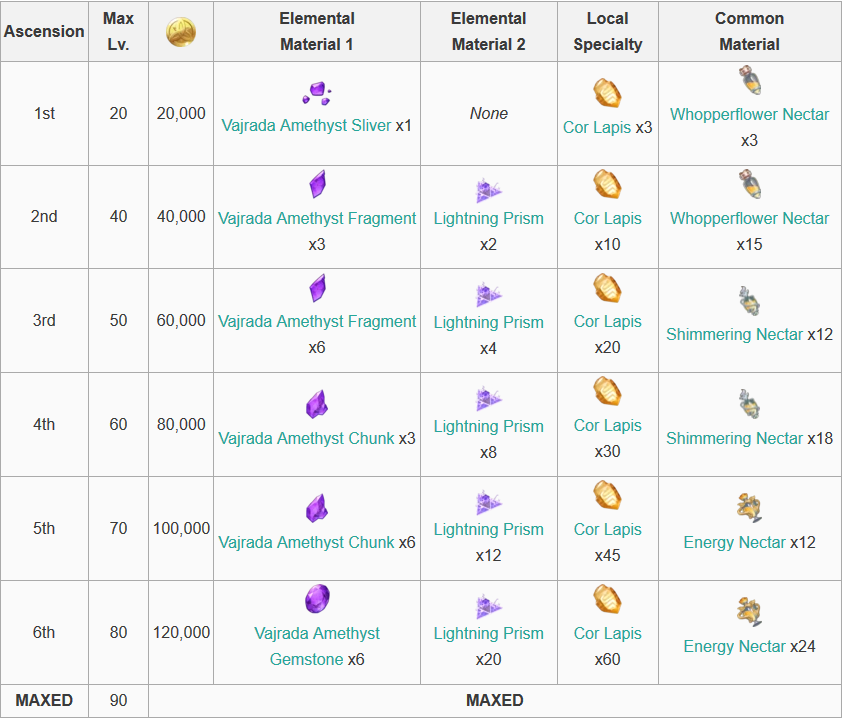 Ascension
Max
Lv.
Elemental
Material 1
Elemental
Material 2
Local
Specialty
Common
Material
1st
20
20,000
Vajrada Amethyst Sliver x1
None
Cor Lapis x3
Whopperflower Nectar
x3
2nd
40
40,000
Vajrada Amethyst Fragment
x3
Lightning Prism
x2
Cor Lapis
x10
Whopperflower Nectar
x15
3rd
50
60,000
Vajrada Amethyst Fragment
x6
Lightning Prism
x4
Cor Lapis
x20
Shimmering Nectar x12
4th
60
80,000
Vajrada Amethyst Chunk x3
Lightning Prism
x8
Cor Lapis
x30
Shimmering Nectar x18
5th
70
100,000
Vajrada Amethyst Chunk x6
Lightning Prism
x12
Cor Lapis
x45
Energy Nectar x12
6th
80
120,000
Vajrada Amethyst
Gemstone x6
Lightning Prism
x20
Cor Lapis
x60
Energy Nectar x24
MAXED
90
MAXED